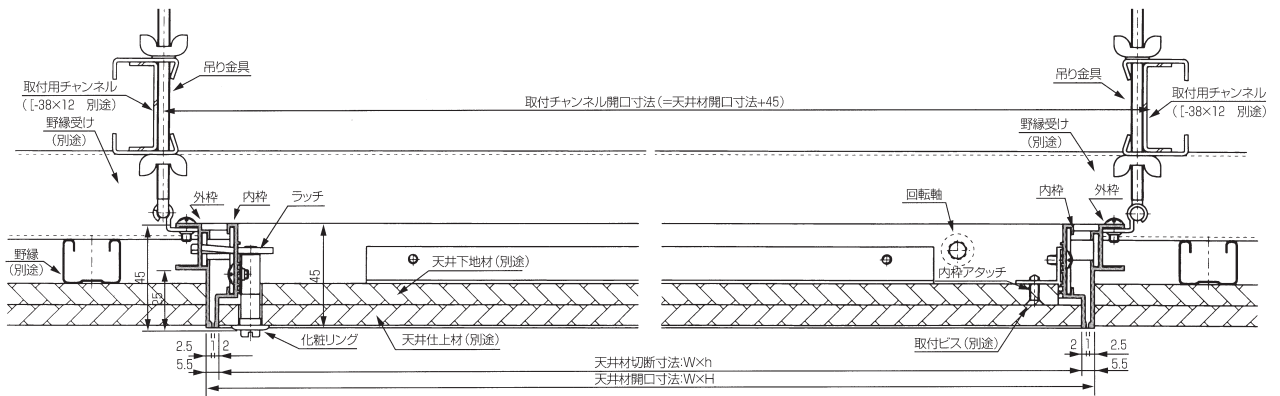 吊り金具
取付用チャンネル
([-38×12 別途)
野縁受け
(別途)
取付チャンネル開口寸法(=天井材開口寸法+45)
吊り金具
取付用チャンネル
([-38×12 別途)
野縁受け
(別途)
外枠
内枠
ラッチ
回転軸
内枠
外枠
野縁
(別途)
45
45
天井下地材(別途)
内枠アタッチ
化粧リング
天井仕上材(別途)
取付ビス(別途)
2.5
1
2
5.5
2
1
2.5
5.5
天井材切断寸法:W×h
天井材開口寸法:W×H